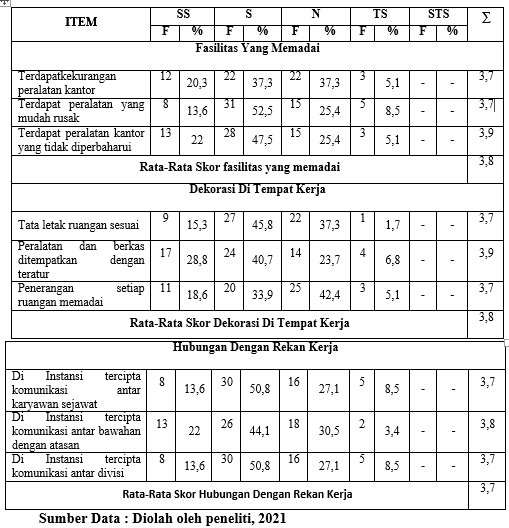 ITEM SS S N TS STS Σ
F % F % F % F % F %
Fasilitas Yang Memadai
Terdapatkekurangan 12 20,3 22 37,3 22 37,3 3 5,1 - - 3,7
peralatan kantor
Terdapat peralatan yang 8 13,6 31 52,5 15 25,4 5 8,5 - - 3,7
mudah rusak
Terdapat peralatan kantor 13 22 28 47,5 15 25,4 3 5,1 - - 3,9
yang tidak diperbaharui
Rata-Rata Skor fasilitas yang memadai 3,8
Dekorasi Di Tempat Kerja
Tata letak ruangan sesuai 9 15,3 27 45,8 22 37,3 1 1,7 - - 3,7
Peralatan dan berkas 17 28,8 24 40,7 14 23,7 4 6,8 - - 3,9
ditempatkan dengan
teratur
Penerangan setiap 11 18,6 20 33,9 25 42,4 3 5,1 - - 3,7
ruangan memadai
Rata-Rata Skor Dekorasi Di Tempat Kerja 3,8
Hubungan Dengan Rekan Kerja
Di Instansi tercipta 8 13,6 30 50,8 16 27,1 5 8,5 - - 3,7
komunikasi antar
karyawan sejawat
Di Instansi tercipta 13 22 26 44,1 18 30,5 2 3,4 - - 3,8
komunikasi antar bawahan
dengan atasan
Di Instansi tercipta 8 13,6 30 50,8 16 27,1 5 8,5 - - 3,7
komunikasi antar divisi
Rata-Rata Skor Hubungan Dengan Rekan Kerja 3,7
Sumber Data : Diolah oleh peneliti, 2021